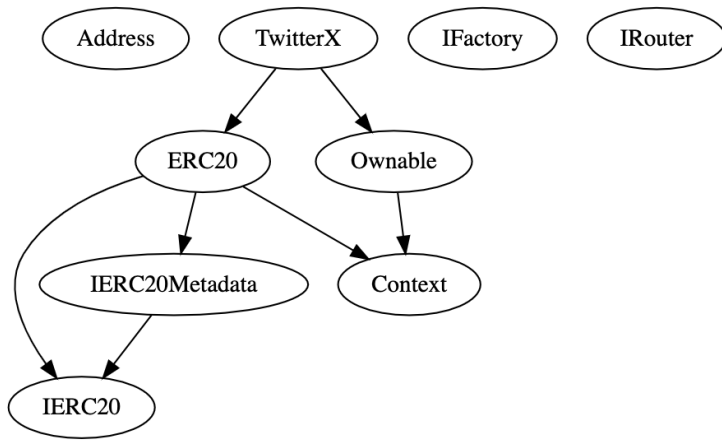 Address
TwitterX
IFactory
IRouter
ERC20
Ownable
IERC20Metadata
Context
IERC20